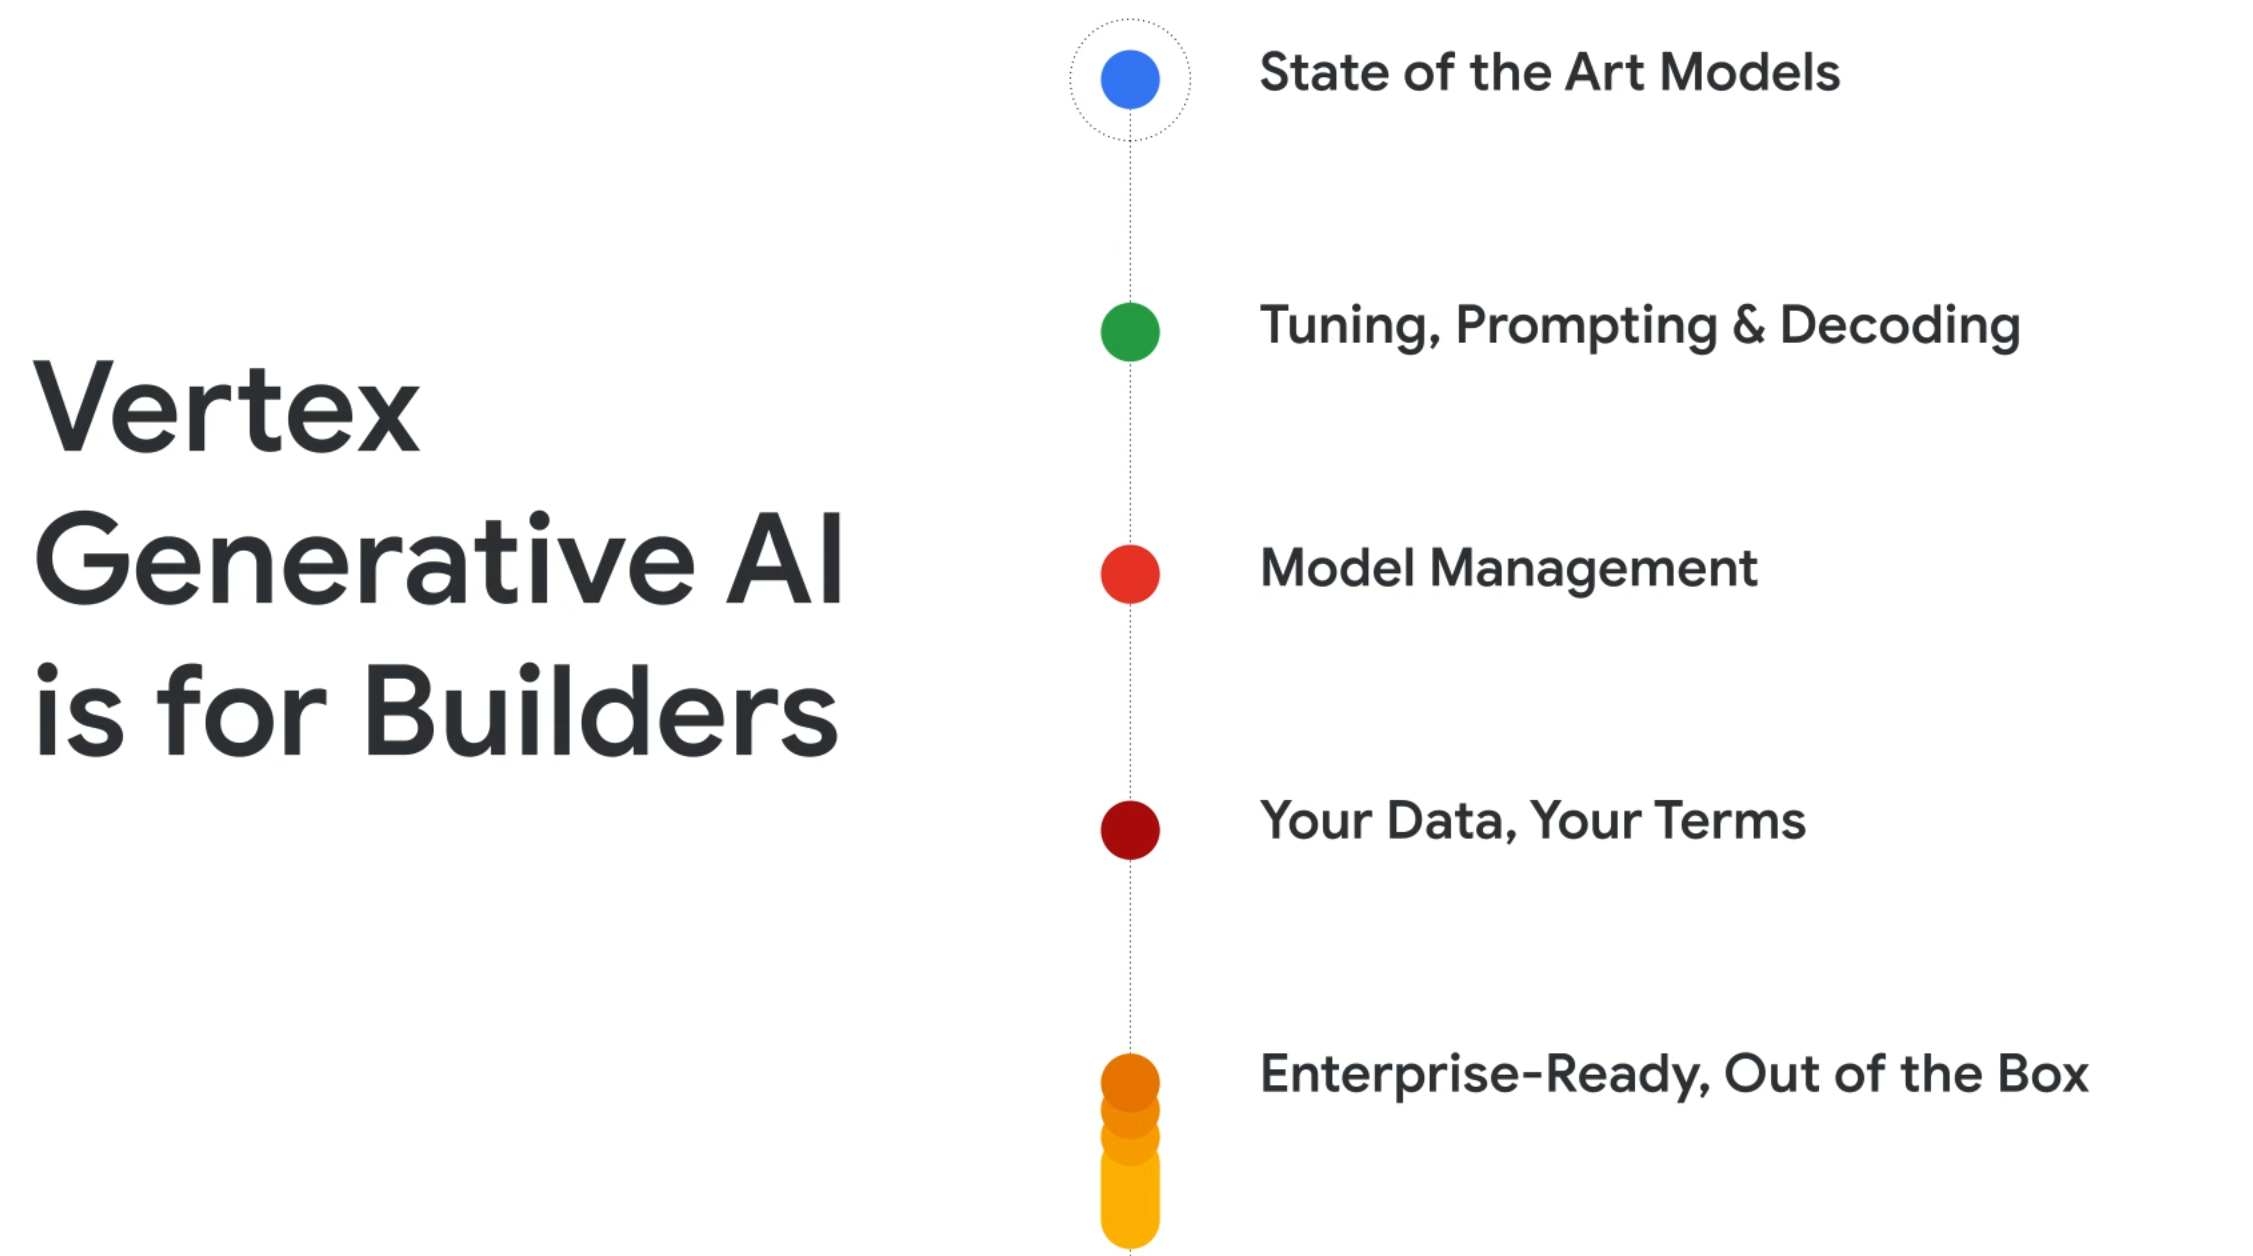 Vertex
Generative AI
is for Builders
State of the Art Models
Tuning, Prompting & Decoding
Model Management
Your Data, Your Terms
Enterprise-Ready, Out of the Box